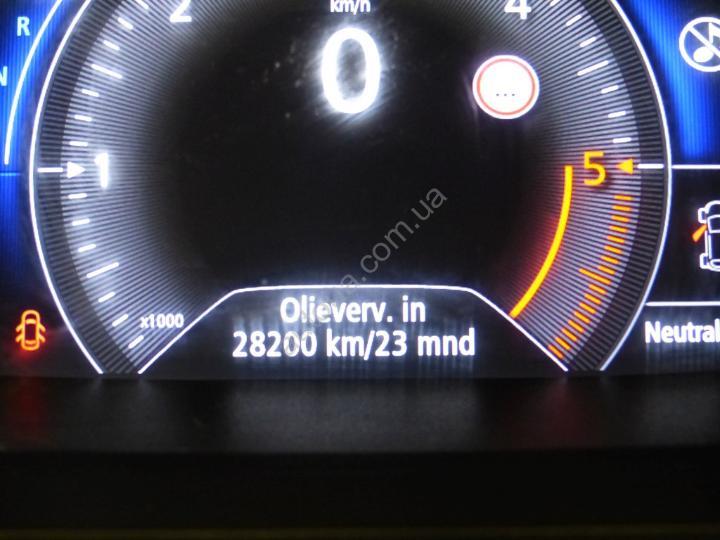 R
N
2
km/h
4
0
...
1
5
x1000
Olieverv. in
28200 km/23 mnd
Neutral